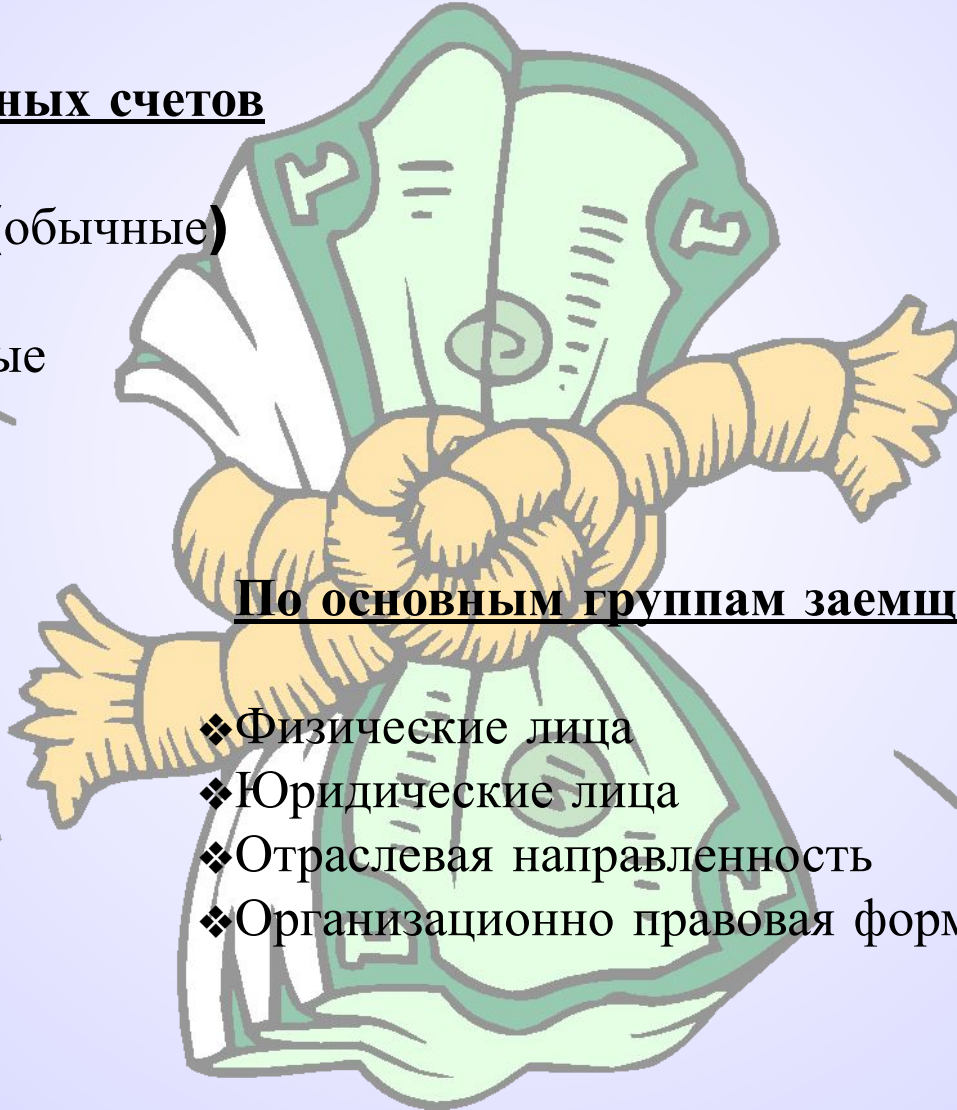 ных счетов
(обычные)
ые
По основным группам заемщ
❖Физические лица
❖Юридические лица
❖Отраслевая направленность
❖Организационно правовая форм